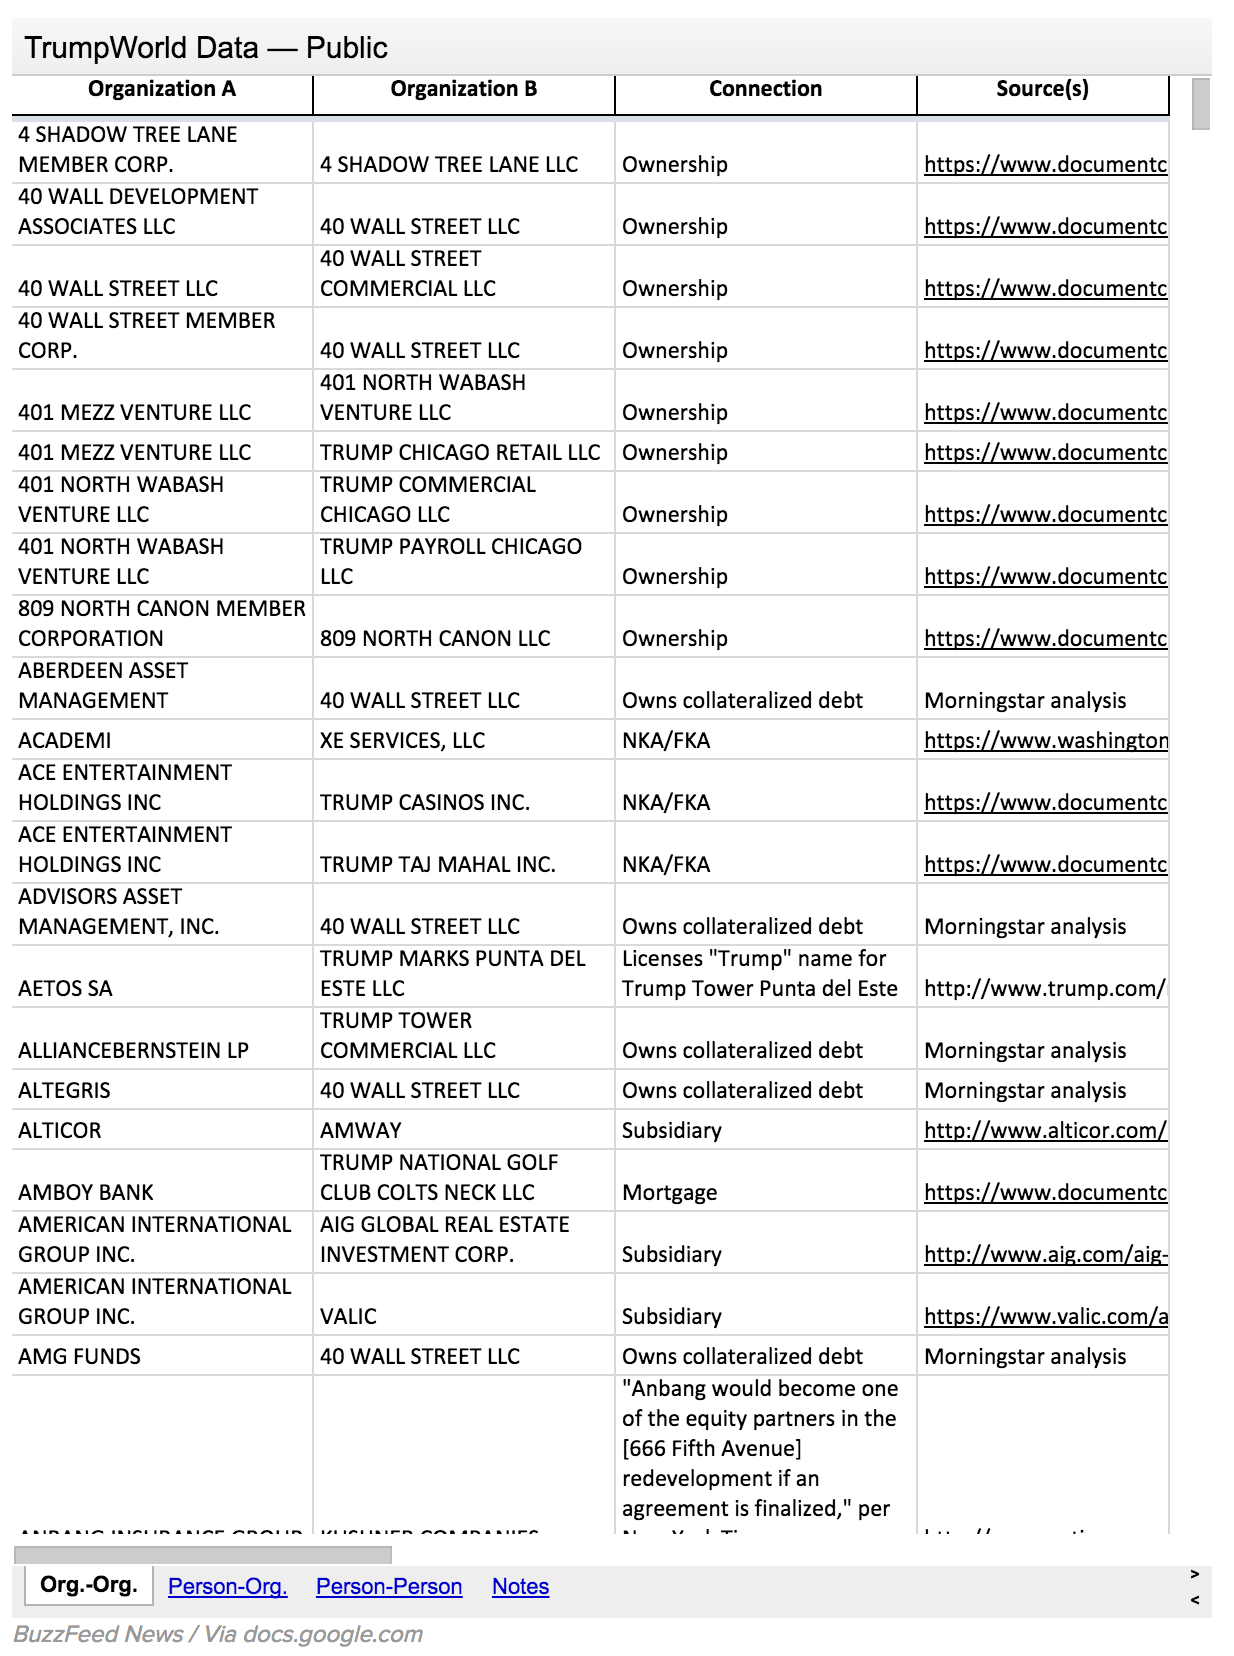 TrumpWorld Data — Public
Organization A Organization B Connection Source(s)
4 SHADOW TREE LANE
MEMBER CORP. 4 SHADOW TREE LANE LLC Ownership https://www.documentc
40 WALL DEVELOPMENT
ASSOCIATES LLC 40 WALL STREET LLC Ownership https://www.documentc
40 WALL STREET
40 WALL STREET LLC COMMERCIAL LLC Ownership https://www.documentc
40 WALL STREET MEMBER
CORP. 40 WALL STREET LLC Ownership https://www.documentc
401 NORTH WABASH
401 MEZZ VENTURE LLC VENTURE LLC Ownership https://www.documentc
401 MEZZ VENTURE LLC TRUMP CHICAGO RETAIL LLC Ownership https://www.documentc
401 NORTH WABASH TRUMP COMMERCIAL
VENTURE LLC CHICAGO LLC Ownership https://www.documentc
401 NORTH WABASH TRUMP PAYROLL CHICAGO
VENTURE LLC LLC Ownership https://www.documentc
809 NORTH CANON MEMBER
CORPORATION 809 NORTH CANON LLC Ownership https://www.documentc
ABERDEEN ASSET
MANAGEMENT 40 WALL STREET LLC Owns collateralized debt Morningstar analysis
ACADEMI XE SERVICES, LLC NKA/FKA https://www.washington
ACE ENTERTAINMENT
HOLDINGS INC TRUMP CASINOS INC. NKA/FKA https://www.documentc
ACE ENTERTAINMENT
HOLDINGS INC TRUMP TAJ MAHAL INC. NKA/FKA https://www.documentc
ADVISORS ASSET
MANAGEMENT, INC. 40 WALL STREET LLC Owns collateralized debt Morningstar analysis
TRUMP MARKS PUNTA DEL Licenses "Trump" name for
AETOS SA ESTE LLC Trump Tower Punta del Este http://www.trump.com/
TRUMP TOWER
ALLIANCEBERNSTEIN LP COMMERCIAL LLC Owns collateralized debt Morningstar analysis
ALTEGRIS 40 WALL STREET LLC Owns collateralized debt Morningstar analysis
ALTICOR AMWAY Subsidiary http://www.alticor.com/
TRUMP NATIONAL GOLF
AMBOY BANK CLUB COLTS NECK LLC Mortgage https://www.documentc
AMERICAN INTERNATIONAL AIG GLOBAL REAL ESTATE
GROUP INC. INVESTMENT CORP. Subsidiary http://www.aig.com/aig-
AMERICAN INTERNATIONAL
GROUP INC. VALIC Subsidiary https://www.valic.com/a
AMG FUNDS 40 WALL STREET LLC Owns collateralized debt Morningstar analysis
"Anbang would become one
of the equity partners in the
[666 Fifth Avenue]
redevelopment if an
agreement is finalized," per
Org.-Org. Person-Org. Person-Person Notes
BuzzFeed News / Via docs.google.com